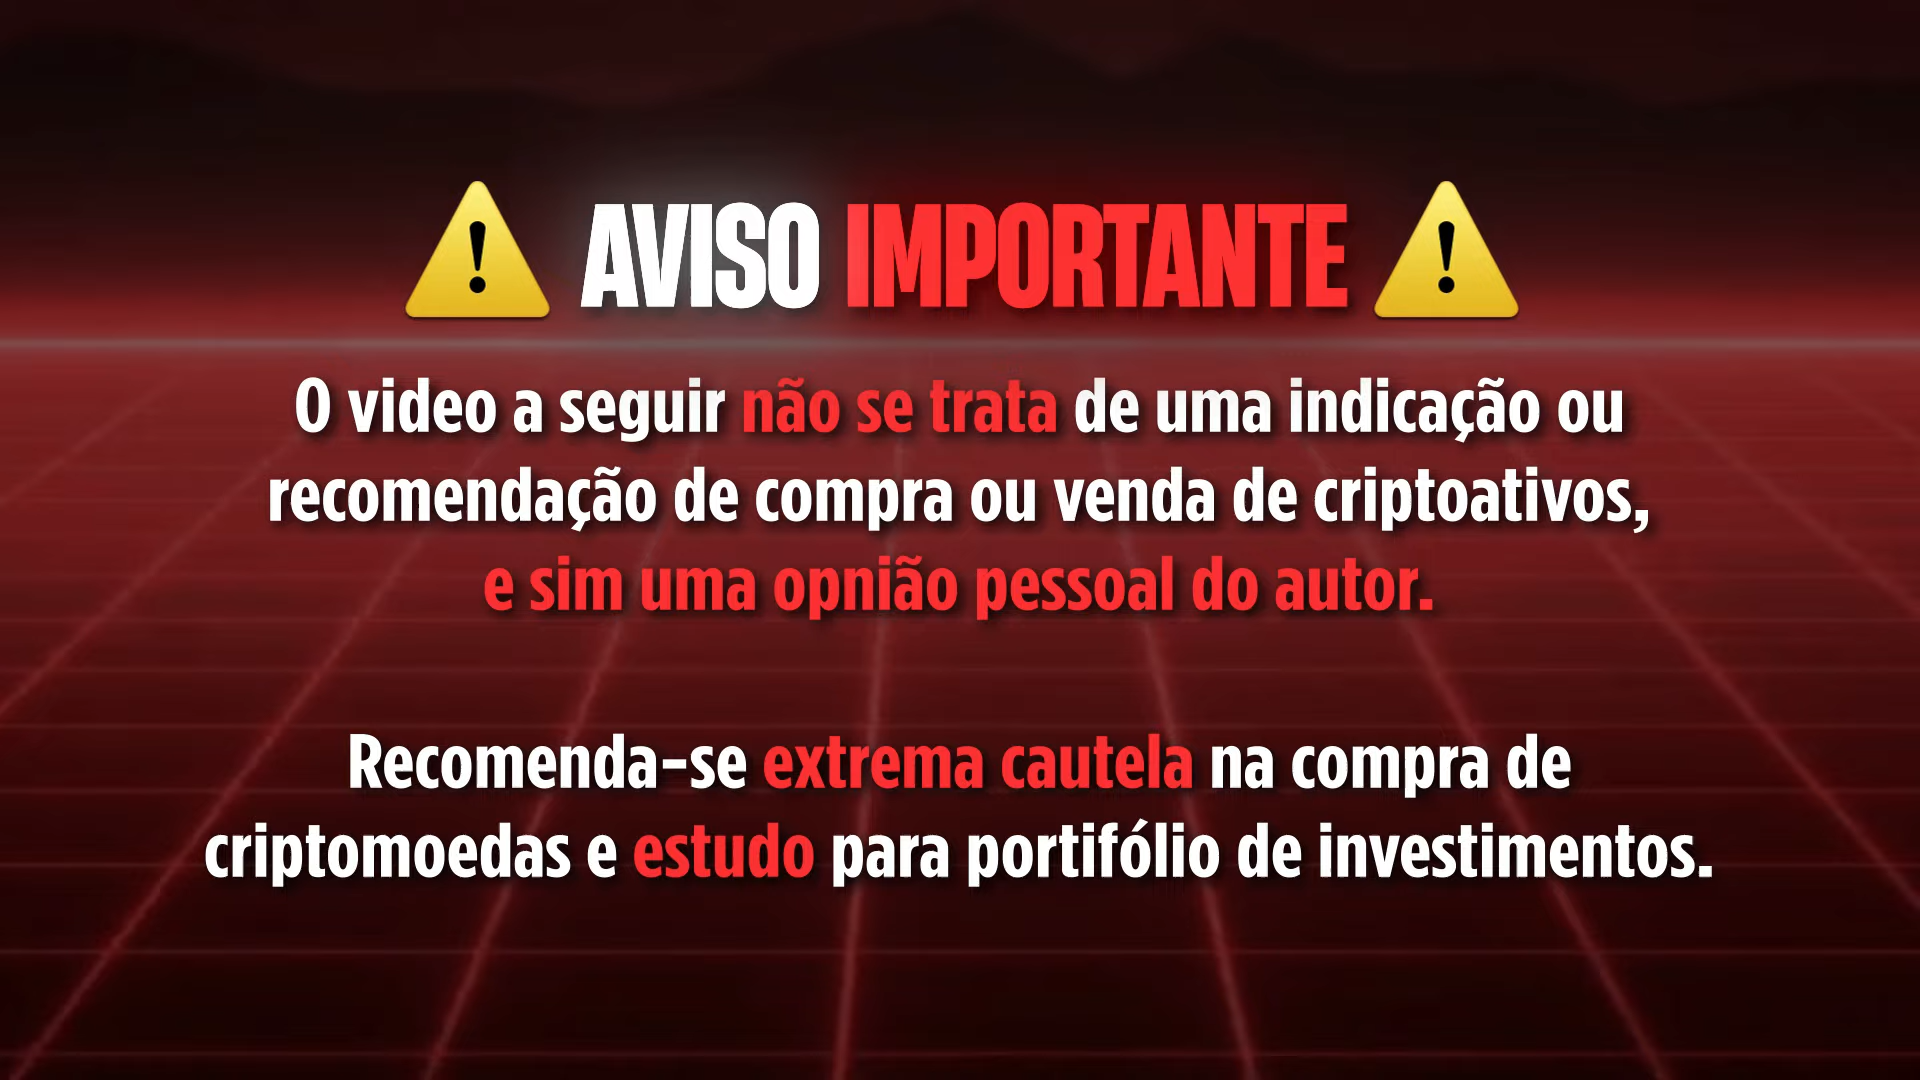 AVISO IMPORTANTE
O video a seguir não se trata de uma indicação ou
recomendação de compra ou venda de criptoativos,
e sim uma opnião pessoal do autor.
Recomenda-se extrema cautela na compra de
criptomoedas e estudo para portifólio de investimentos.